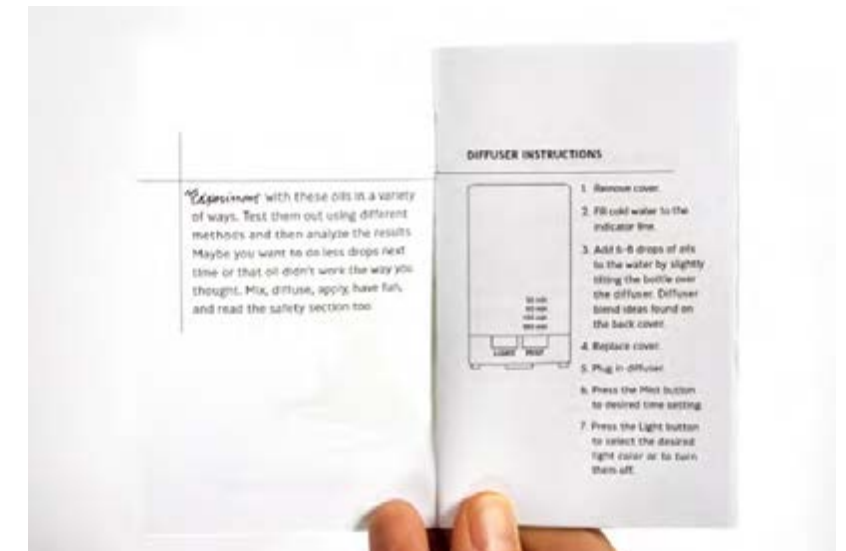 Experiment with these oils in a variety
of ways. Test them out using different
methods and then analyze the results.
Maybe you want to do less drops next
time or that oil didn't work the way you
thought. Mix, diffuse, apply, have fun,
and read the safety section too.
DIFFUSER INSTRUCTIONS
1. Remove cover.
2. Fill cold water to the
indicator line.
3. Add 6-8 drops of oils
to the water by slightly
tilting the bottle over
the diffuser. Diffuser
blend ideas found on
the back cover.
4. Replace cover.
5. Plug in diffuser.
6. Press the Mist button
to desired time setting.
7. Press the Light button
to select the desired
light color or to turn
them off.
LIGHT MIST